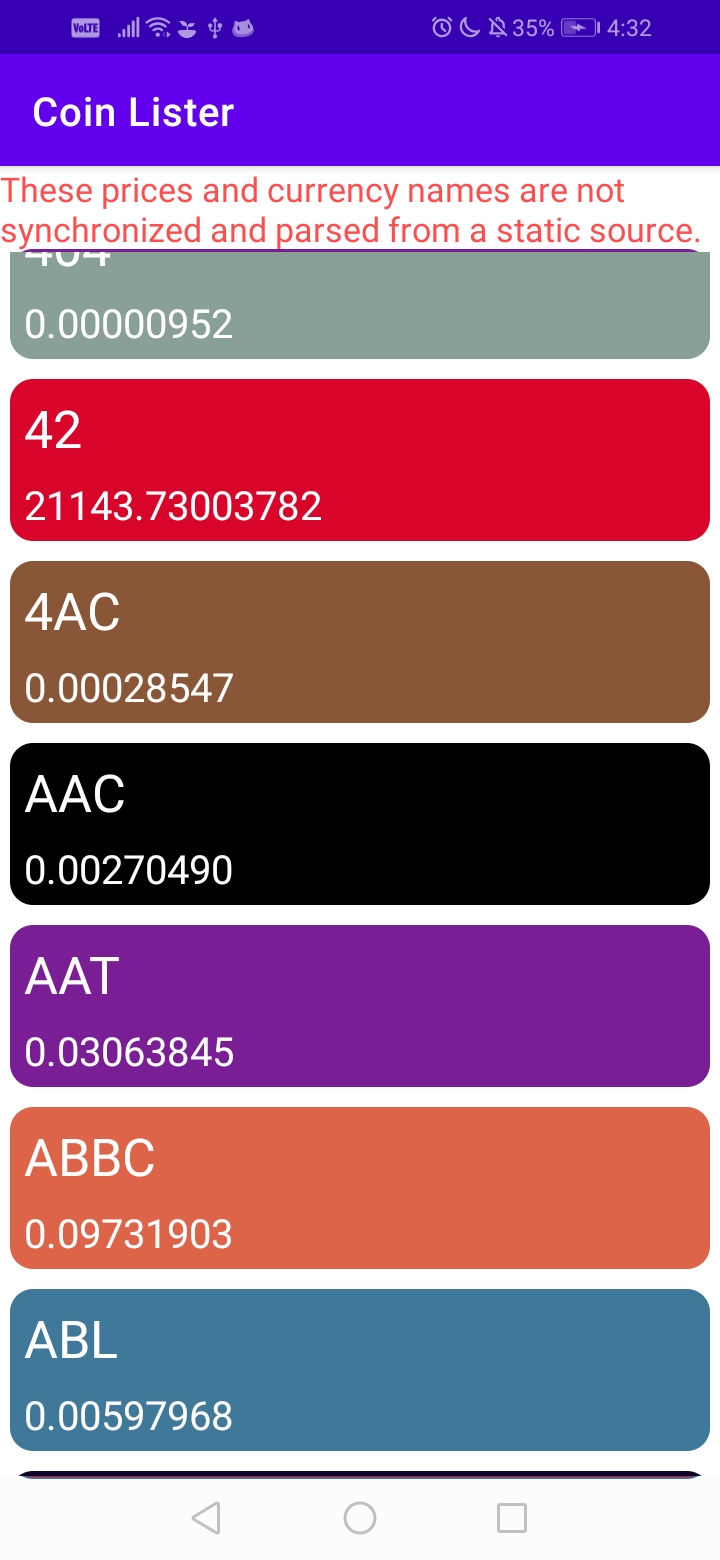 VoLTE 35% 4:32
Coin Lister
These prices and currency names are not
synchronized and parsed from a static source.
0.00000952
42
21143.73003782
4AC
0.00028547
AAC
0.00270490
AAT
0.03063845
ABBC
0.09731903
ABL
0.00597968